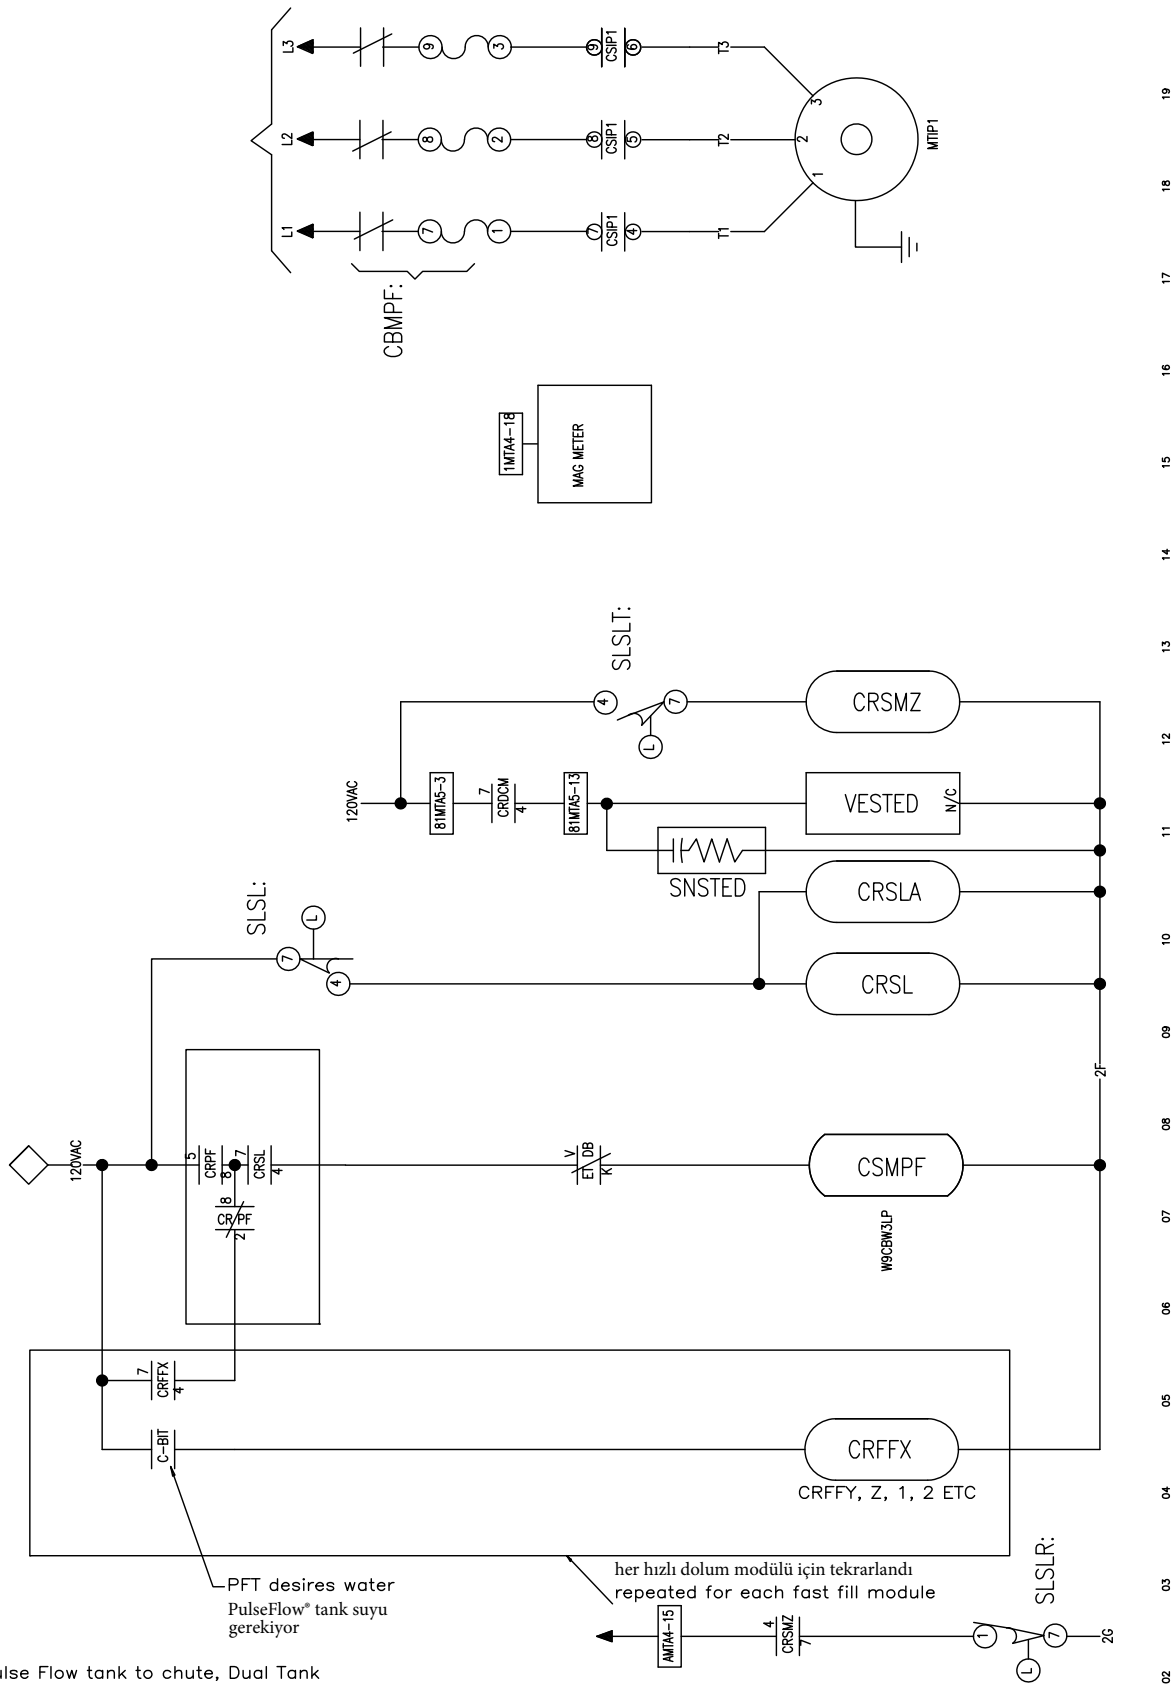 L3
9
3
9
CSIP1
6
T3
L2
8
2
8
CSIP1
5
T2
L1
7
1
7
CSIP1
4
T1
3
2
1
MTIP1
CBMPF:
1MTA4-18
MAG METER
SLSLT:
4
7
L
CRSMZ
120VAC
81MTA5-3
7
CRDCM
4
81MTA5-13
VESTED
N/C
SNSTED
SLSL:
7
L
4
CRSLA
CRSL
2F
120VAC
5
CRPF
8
7
CRSL
4
8
CRPF
2
V
ET DB
K
CSMPF
W9CBW3LP
7
CRFFX
4
C-BIT
CRFFX
CRFFY, Z, 1, 2 ETC
PFT desires water
PulseFlow® tank suyu
gerekiyor
her hızlı dolum modülü için tekrarlandı
repeated for each fast fill module
AMTA4-15
4
CRSMZ
7
SLSLR:
1
L
7
2G
ulse Flow tank to chute, Dual Tank
19
18
17
16
15
14
13
12
11
10
09
08
07
06
05
04
03
02